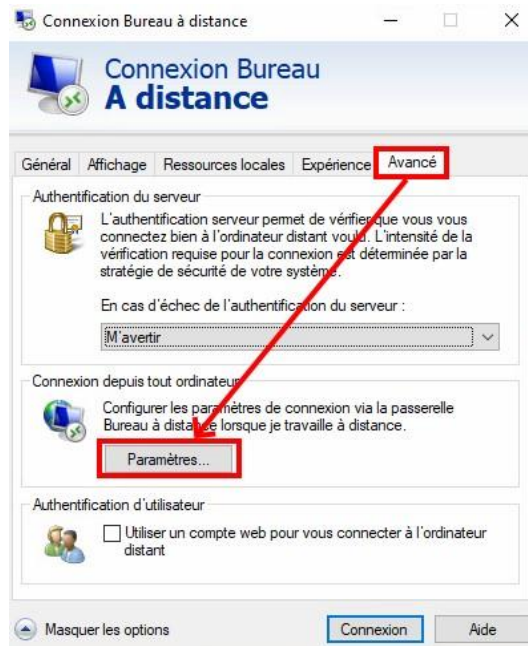 Connexion Bureau à distance
Connexion Bureau
A distance
Général Affichage Ressources locales Expérience Avancé
Authentification du serveur
L'authentification serveur permet de vérifier que vous vous
connectez bien à l'ordinateur distant voulu. L'intensité de la
vérification requise pour la connexion est déterminée par la
stratégie de sécurité de votre système.
En cas d'échec de l'authentification du serveur :
M'avertir
Connexion depuis tout ordinateur
Configurer les paramètres de connexion via la passerelle
Bureau à distance lorsque je travaille à distance.
Paramètres...
Authentification d'utilisateur
Utiliser un compte web pour vous connecter à l'ordinateur
distant
Masquer les options Connexion Aide